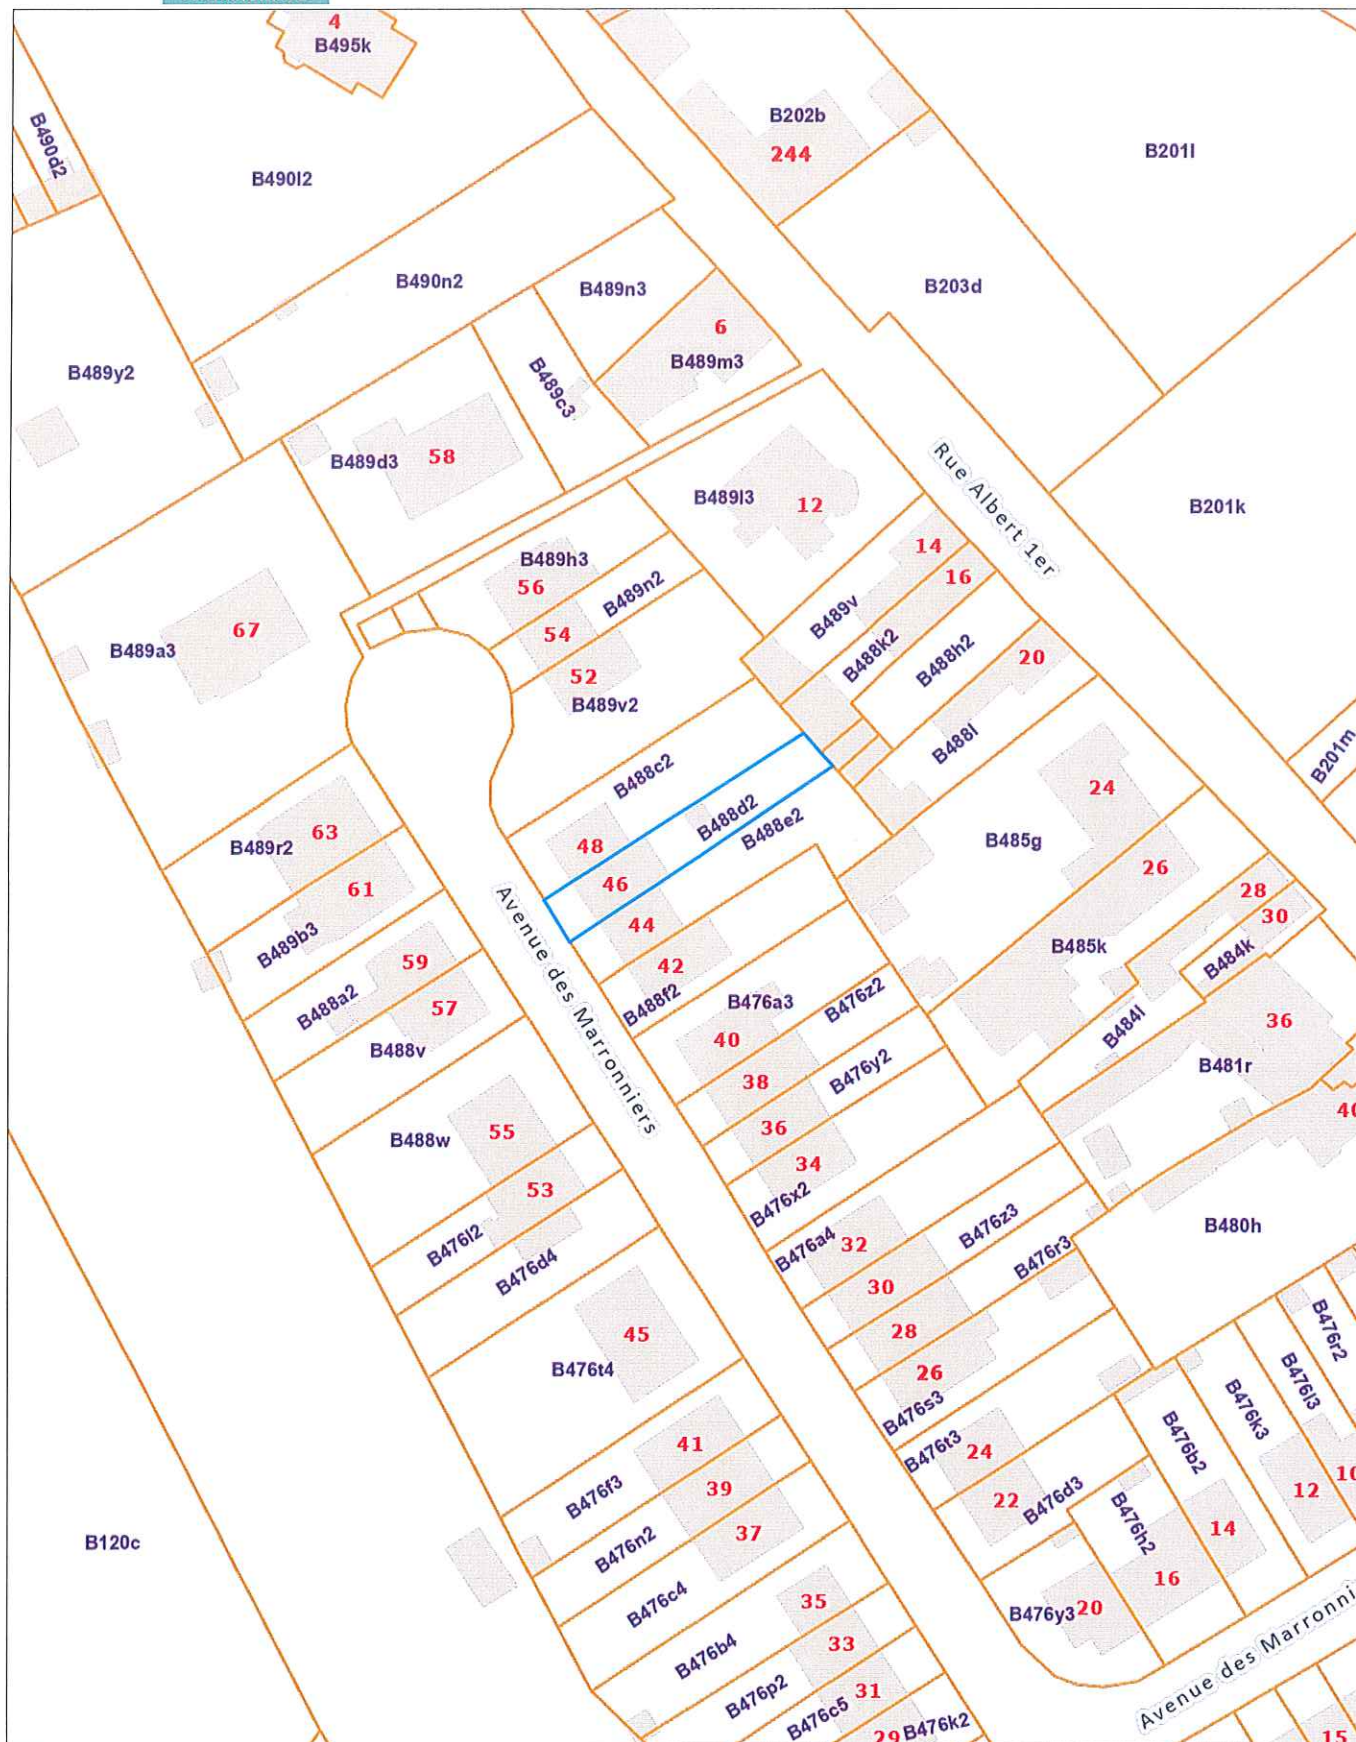 4
B495k
B490d2
B490l2
B202b
244
B201l
B490n2
B489n3
B203d
6
B489m3
B489y2
B489c3
B489d3
58
B489l3
12
Rue Albert 1er
B201k
14
B489h3
56
16
B489n2
B489v
54
67
B489a3
B488k2
B488h2
20
52
B489v2
B488l
B201m
B488c2
24
B488d2
B488e2
63
B489r2
48
B485g
46
26
61
28
30
44
B489b3
Avenue des Marronniers
B485k
59
42
B484k
B488a2
B488f2
B476a3
B476z2
57
B484l
36
B488v
40
B481r
38
B476y2
40
55
36
B488w
34
53
B476x2
B480h
B476z3
B476a4
32
B476l2
B476r3
B476d4
30
28
45
B476r2
B476t4
26
B476l3
B476s3
B476k3
41
B476t3
24
B476b2
10
B476f3
39
12
22
B476d3
B476h2
14
37
B120c
B476n2
16
35
B476c4
B476y3
20
33
B476b4
Avenue des Marronni
31
B476p2
B476c5
29
B476k2
15